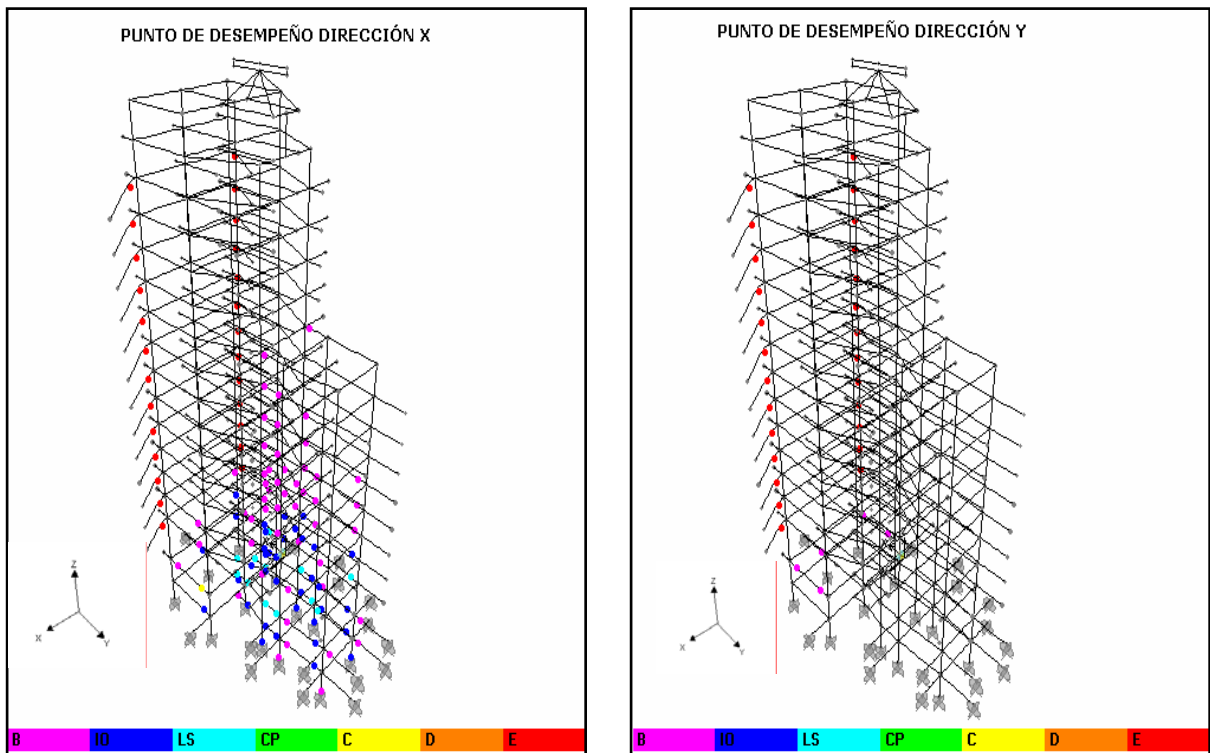 PUNTO DE DESEMPEÑO DIRECCIÓN X
Z
X
Y
B IO LS CP C D E
PUNTO DE DESEMPEÑO DIRECCIÓN Y
Z
X
Y
B IO LS CP C D E